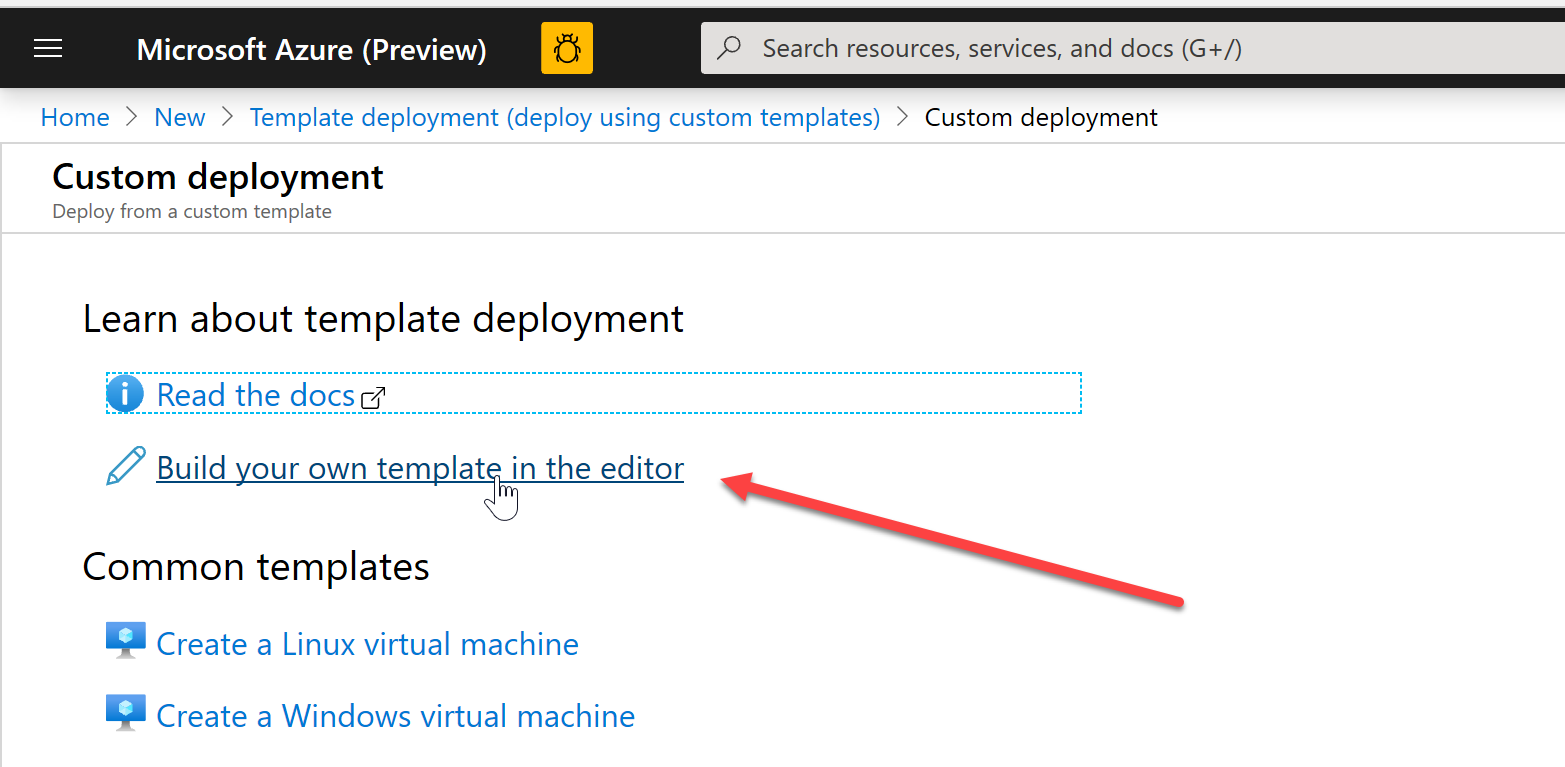 Microsoft Azure (Preview)
Search resources, services, and docs (G+/)
Home > New > Template deployment (deploy using custom templates) > Custom deployment
Custom deployment
Deploy from a custom template
Learn about template deployment
Read the docs
Build your own template in the editor
Common templates
Create a Linux virtual machine
Create a Windows virtual machine